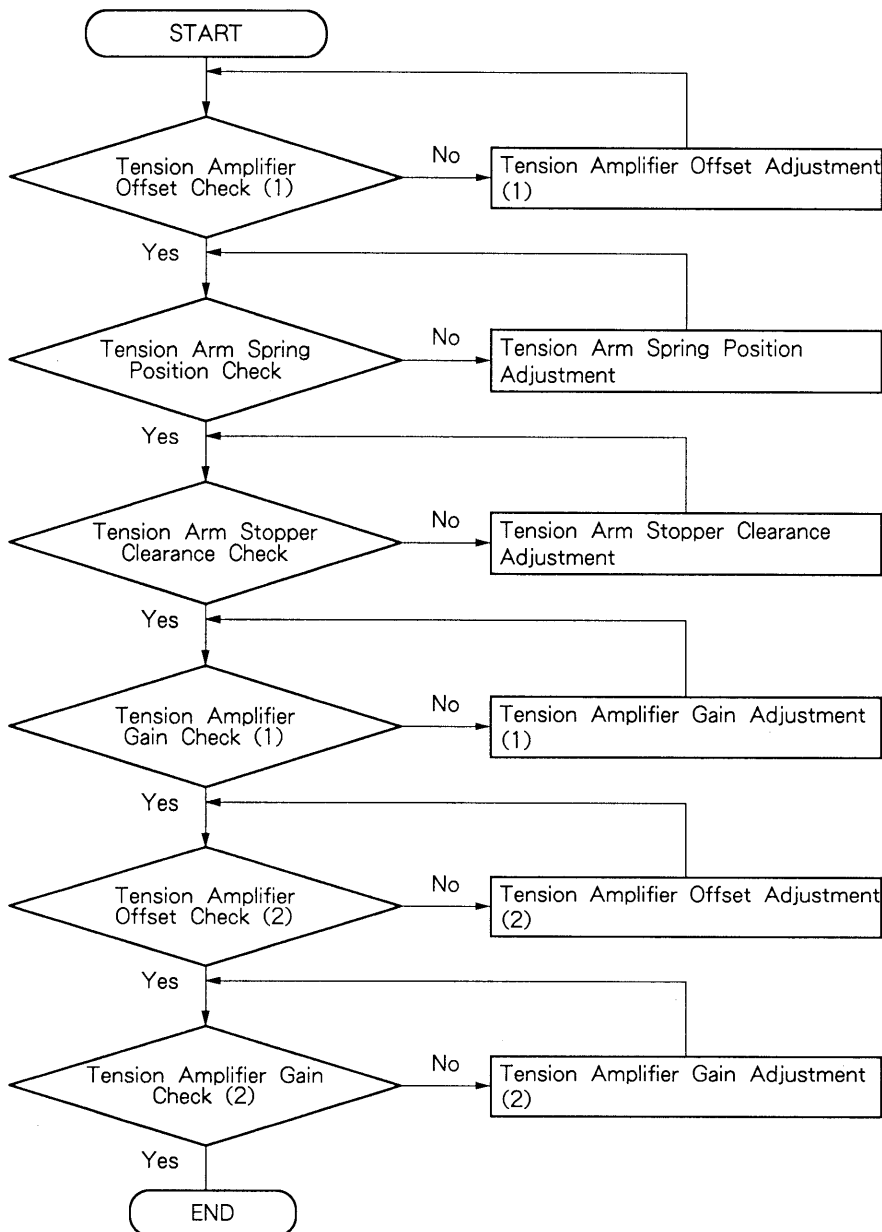 START
Tension Amplifier
Offset Check (1)
No
Tension Amplifier Offset Adjustment
(1)
Yes
Tension Arm Spring
Position Check
No
Tension Arm Spring Position
Adjustment
Yes
Tension Arm Stopper
Clearance Check
No
Tension Arm Stopper Clearance
Adjustment
Yes
Tension Amplifier
Gain Check (1)
No
Tension Amplifier Gain Adjustment
(1)
Yes
Tension Amplifier
Offset Check (2)
No
Tension Amplifier Offset Adjustment
(2)
Yes
Tension Amplifier Gain
Check (2)
No
Tension Amplifier Gain Adjustment
(2)
Yes
END